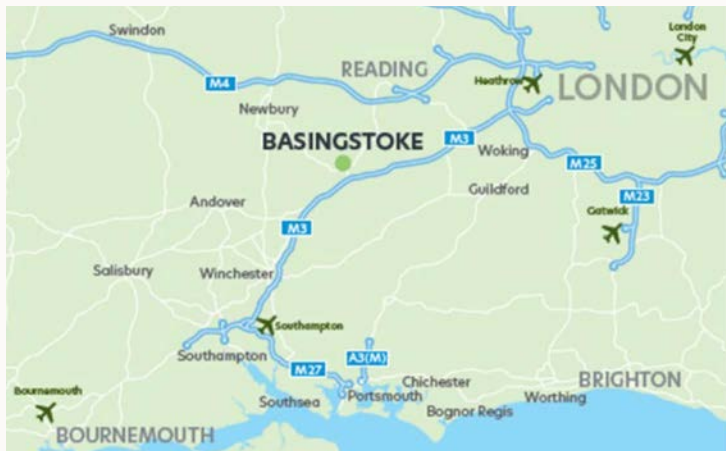 Swindon
London
City
READING
M4
Heathrow
LONDON
Newbury
BASINGSTOKE
M3
Woking
M25
Guildford
M23
Andover
Gatwick
M3
Salisbury
Winchester
Southampton
Southampton
A3(M)
M27
Chichester
BRIGHTON
Bournemouth
Southsea
Portsmouth
Worthing
Bognor Regis
BOURNEMOUTH